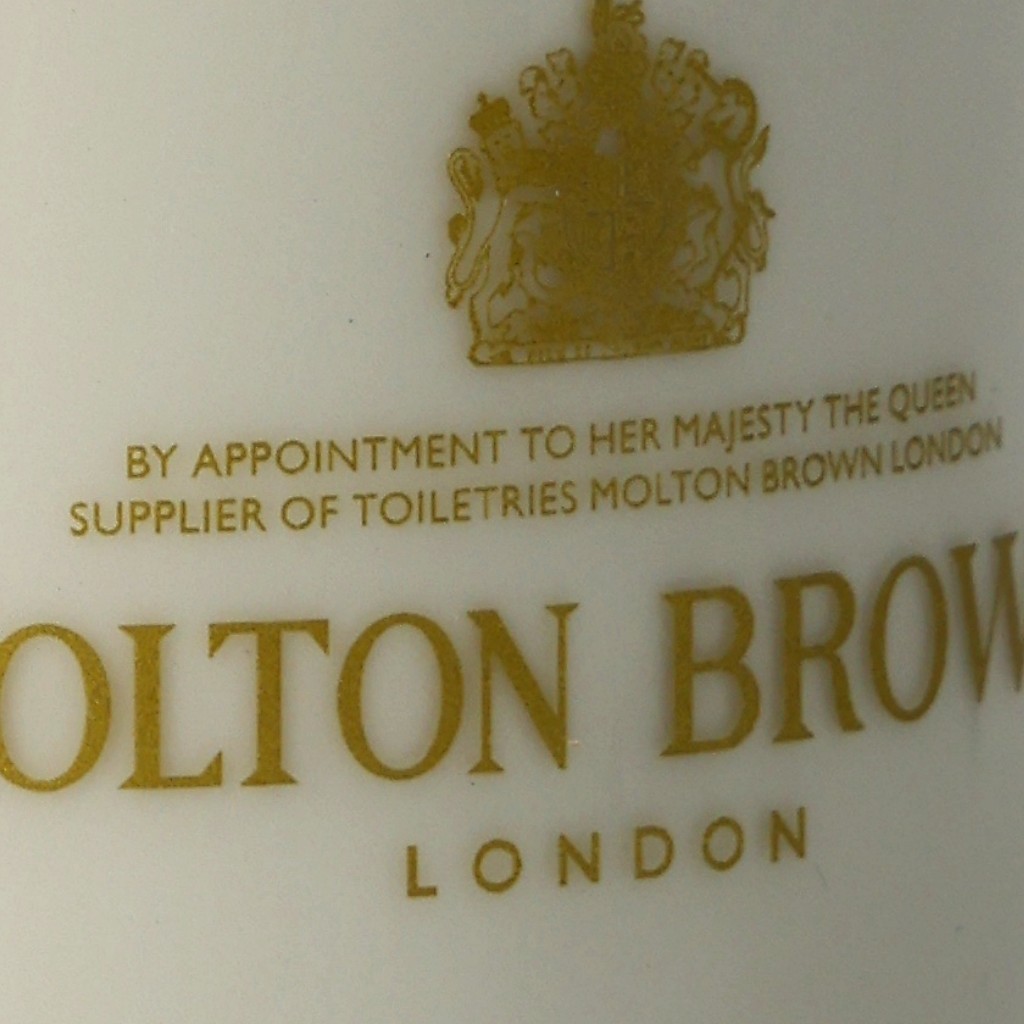 BY APPOINTMENT TO HER MAJESTY THE QUEEN
SUPPLIER OF TOILETRIES MOLTON BROWN LONDON
OLTON BROW
LONDON